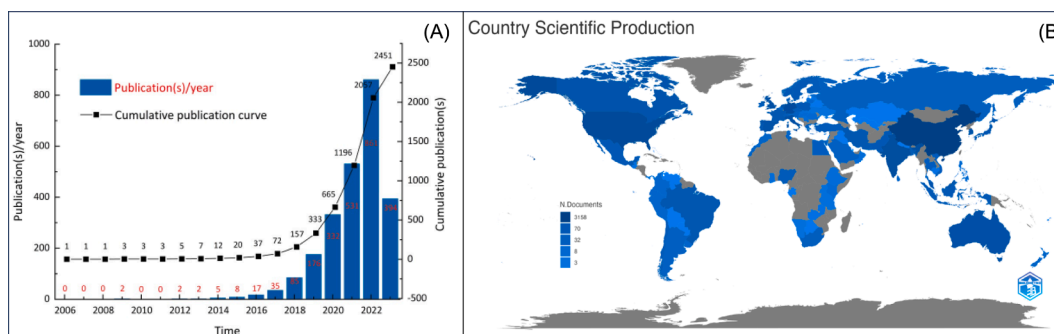 (A)
1000
800
600
400
200
0
Publication(s)/year
2500
2000
1500
1000
500
0
-500
Cumulative publication(s)
Publication(s)/year
Cumulative publication curve
1 1 1 3 3 3 5 7 12 20 37 72 157 333 665 1196 2057 2451
0 0 0 2 0 0 2 2 5 8 17 35 176 332 531
2006 2008 2010 2012 2014 2016 2018 2020 2022
Time
Country Scientific Production
(B)
N.Documents
3158
70
32
8
3